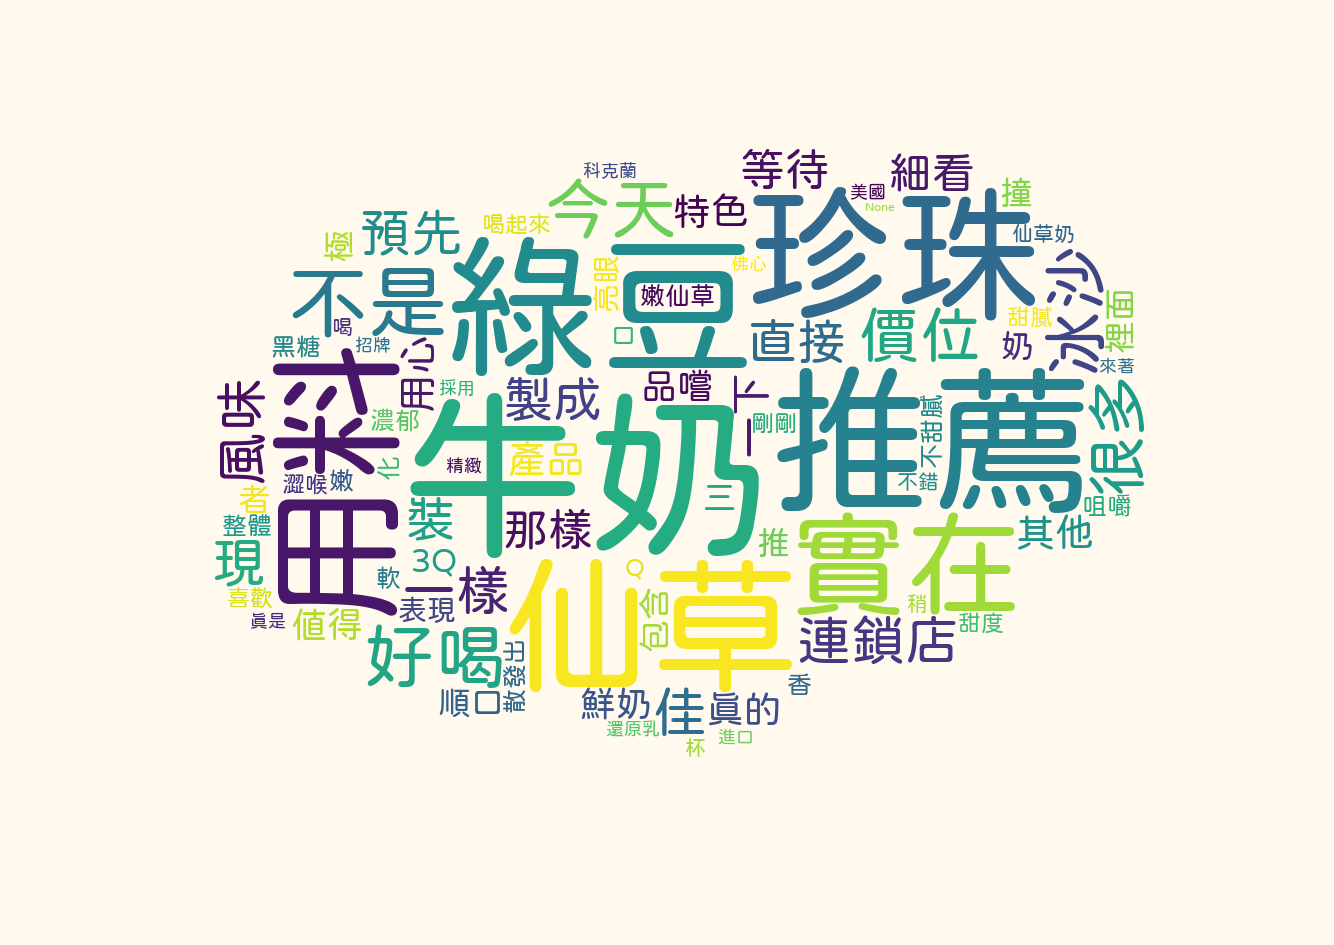 科克蘭
等待
細看
美國
None
撞
今天
特色
珍珠
預先
喝起來
仙草奶
極
綠豆
亮眼
佛心
嫩仙草
冰沙
不是
喝
口
直接
價位
甜膩
裡面
奶
黑糖
招牌
用心
來著
菜
採用
製成
品嚐
一下
推薦
很多
風味
濃郁
牛奶
剛剛
不甜膩
化
精緻
產品
澀喉
嫩
不錯
三
咀嚼
者
田
裝
那樣
推
實在
其他
整體
現
3Q
軟
一樣
仙草
Q
喜歡
表現
包含
稍
真是
值得
好喝
連鎖店
甜度
散發出
順口
鮮奶
佳
真的
香
還原乳
進口
杯